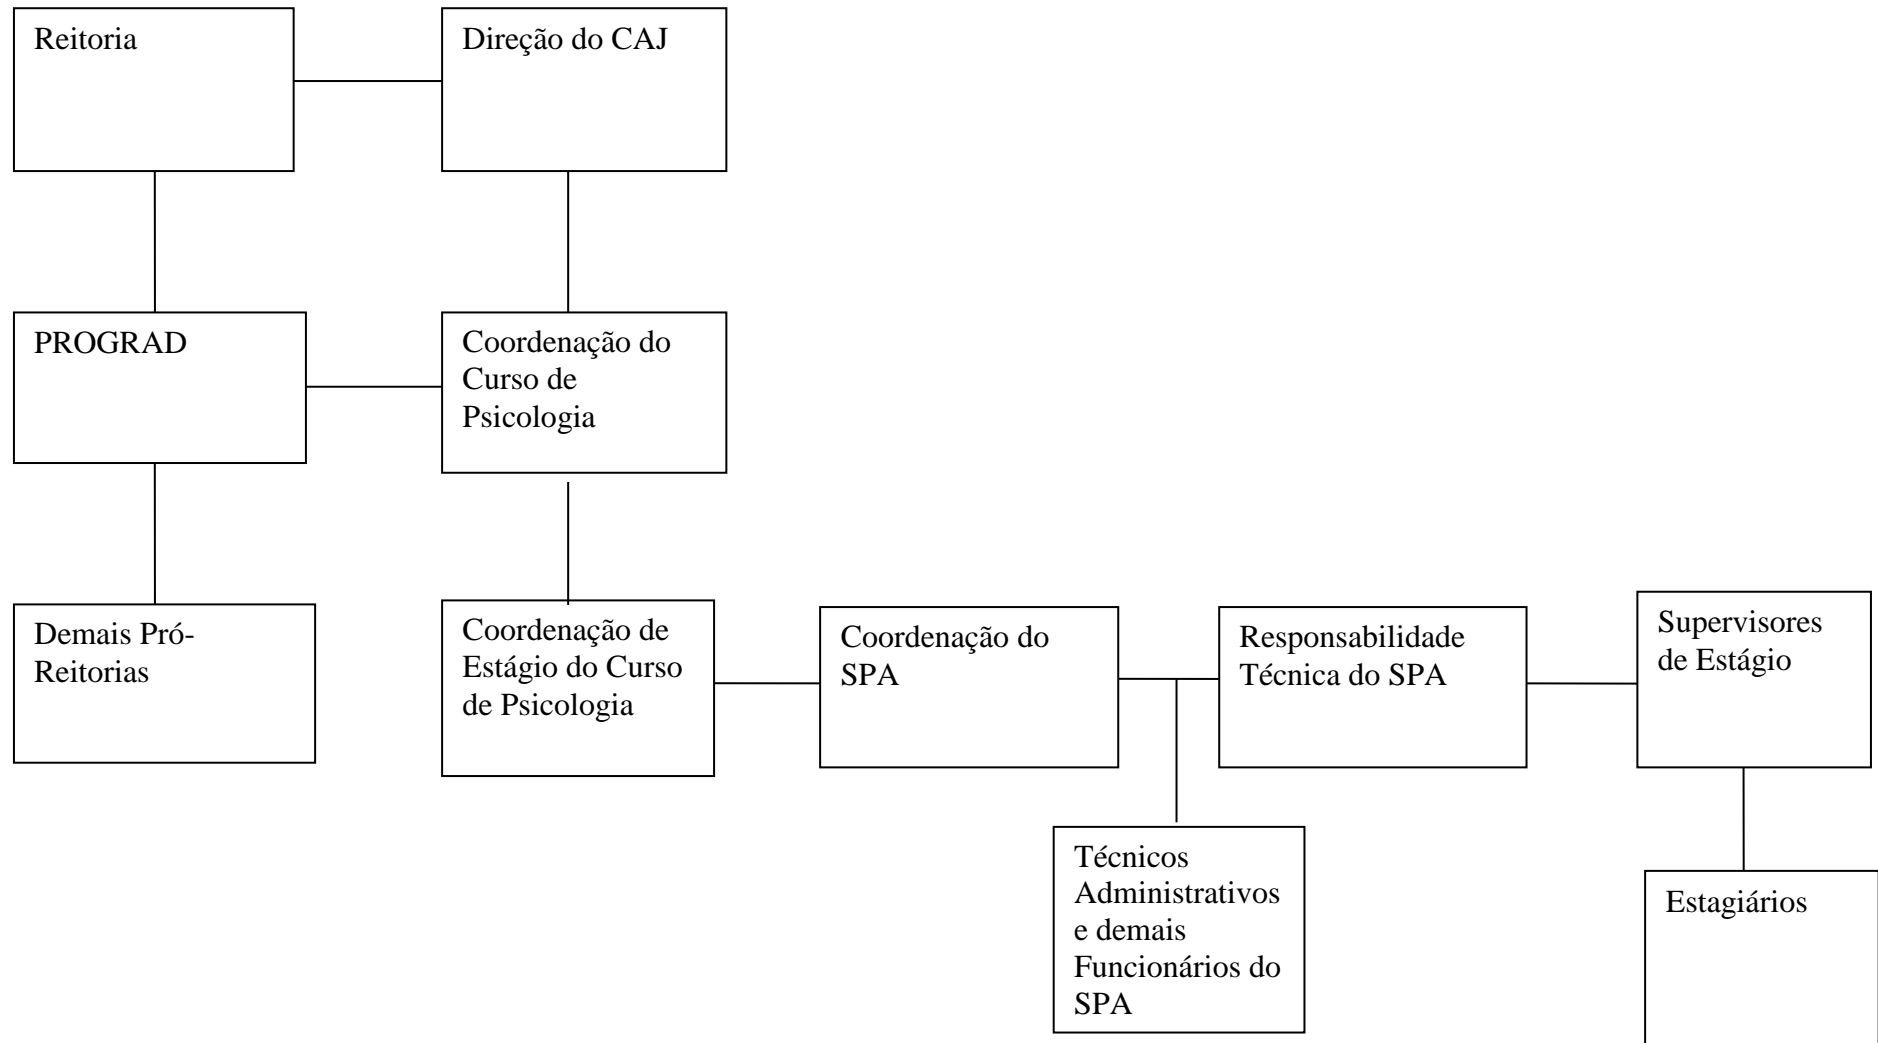 Reitoria
Direção do CAJ
PROGRAD
Coordenação do
Curso de
Psicologia
Demais Pró-
Reitorias
Coordenação de
Estágio do Curso
de Psicologia
Coordenação do
SPA
Responsabilidade
Técnica do SPA
Supervisores
de Estágio
Técnicos
Administrativos
e demais
Funcionários do
SPA
Estagiários